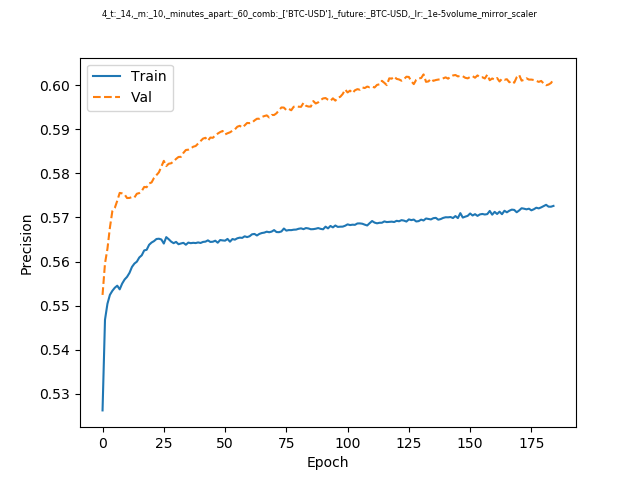 4_t:_14,_m:_10,_minutes_apart:_60_comb:_['BTC-USD'],_future:_BTC-USD,_lr:_1e-5volume_mirror_scaler
Train
Val
0.60
0.59
0.58
0.57
0.56
0.55
0.54
0.53
Precision
0 25 50 75 100 125 150 175
Epoch